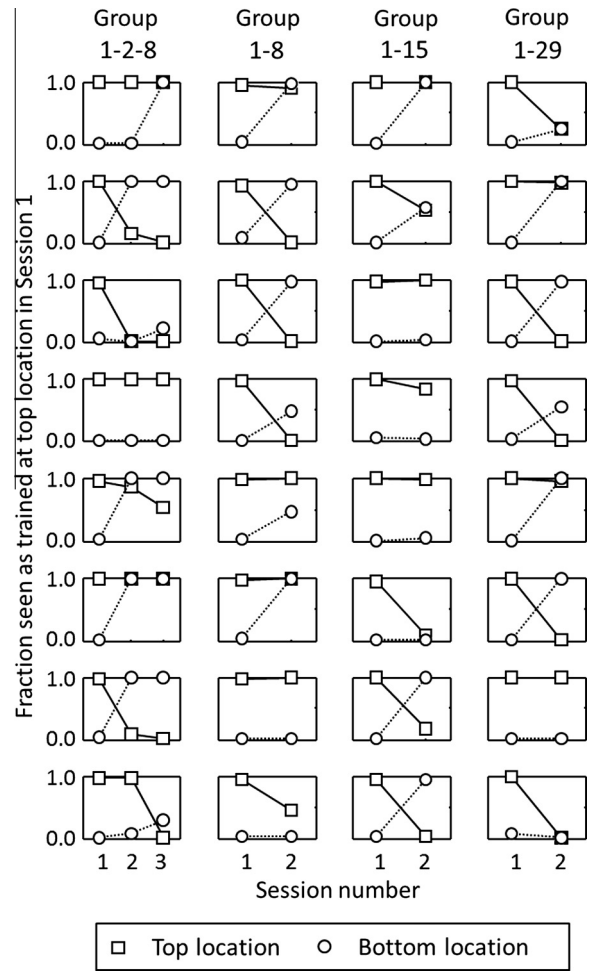 Group Group Group Group
1-2-8 1-8 1-15 1-29
Fraction seen as trained at top location in Session 1
1.0
0.0
1.0
0.0
1.0
0.0
1.0
0.0
1.0
0.0
1.0
0.0
1.0
0.0
1.0
0.0
1 2 3 1 2 1 2 1 2
Session number
Top location Bottom location